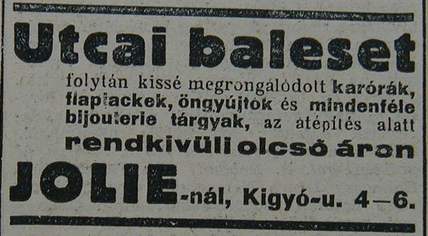 Utcai baleset
folytán kissé megrongálódott karórák,
flapjackek, öngyújtók és mindenféle
bijouterie tárgyak, az átépítés alatt
rendkivüli olcsó áron
JOLIE-nál, Kigyó-u. 4—6.